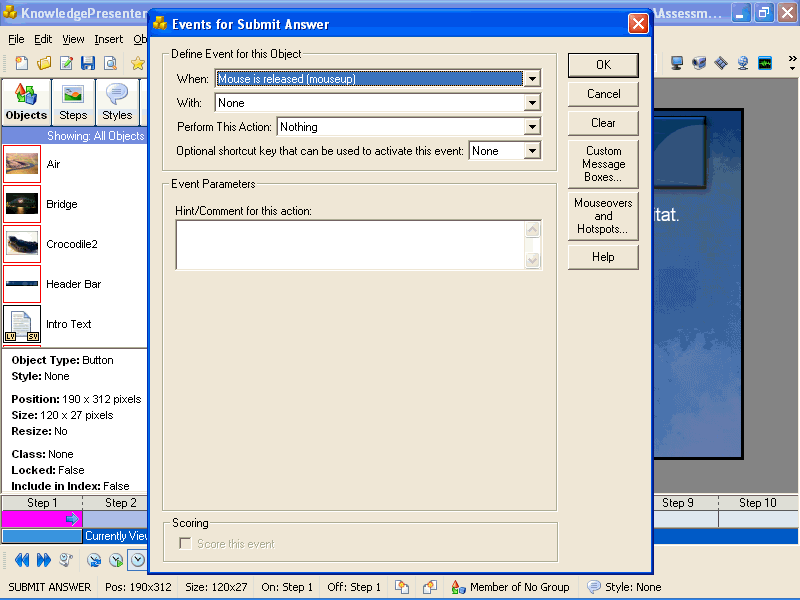 KnowledgePresenter
Events for Submit Answer
\Assessm...
File Edit View Insert Ob
Objects Steps Styles
Showing: All Objects
Air
Bridge
Crocodile2
Header Bar
Intro Text
LV SV
Object Type: Button
Style: None
Position: 190 x 312 pixels
Size: 120 x 27 pixels
Resize: No
Class: None
Locked: False
Include in Index: False
Define Event for this Object
When: Mouse is released (mouseup)
With: None
Perform This Action: Nothing
Optional shortcut key that can be used to activate this event: None
Event Parameters
Hint/Comment for this action:
Scoring
Score this event
OK
Cancel
Clear
Custom
Message
Boxes...
Mouseovers
and
Hotspots...
Help
itat.
Step 1 Step 2 Step 9 Step 10
Currently View
SUBMIT ANSWER Pos: 190x312 Size: 120x27 On: Step 1 Off: Step 1 Member of No Group Style: None